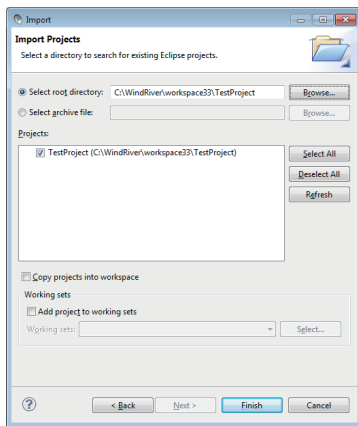 Import
Import Projects
Select a directory to search for existing Eclipse projects.
Select root directory: C:\WindRiver\workspace33\TestProject Browse...
Select archive file: Browse...
Projects:
TestProject (C:\WindRiver\workspace33\TestProject)
Select All
Deselect All
Refresh
Copy projects into workspace
Working sets
Add project to working sets
Working sets: Select...
? < Back Next > Finish Cancel